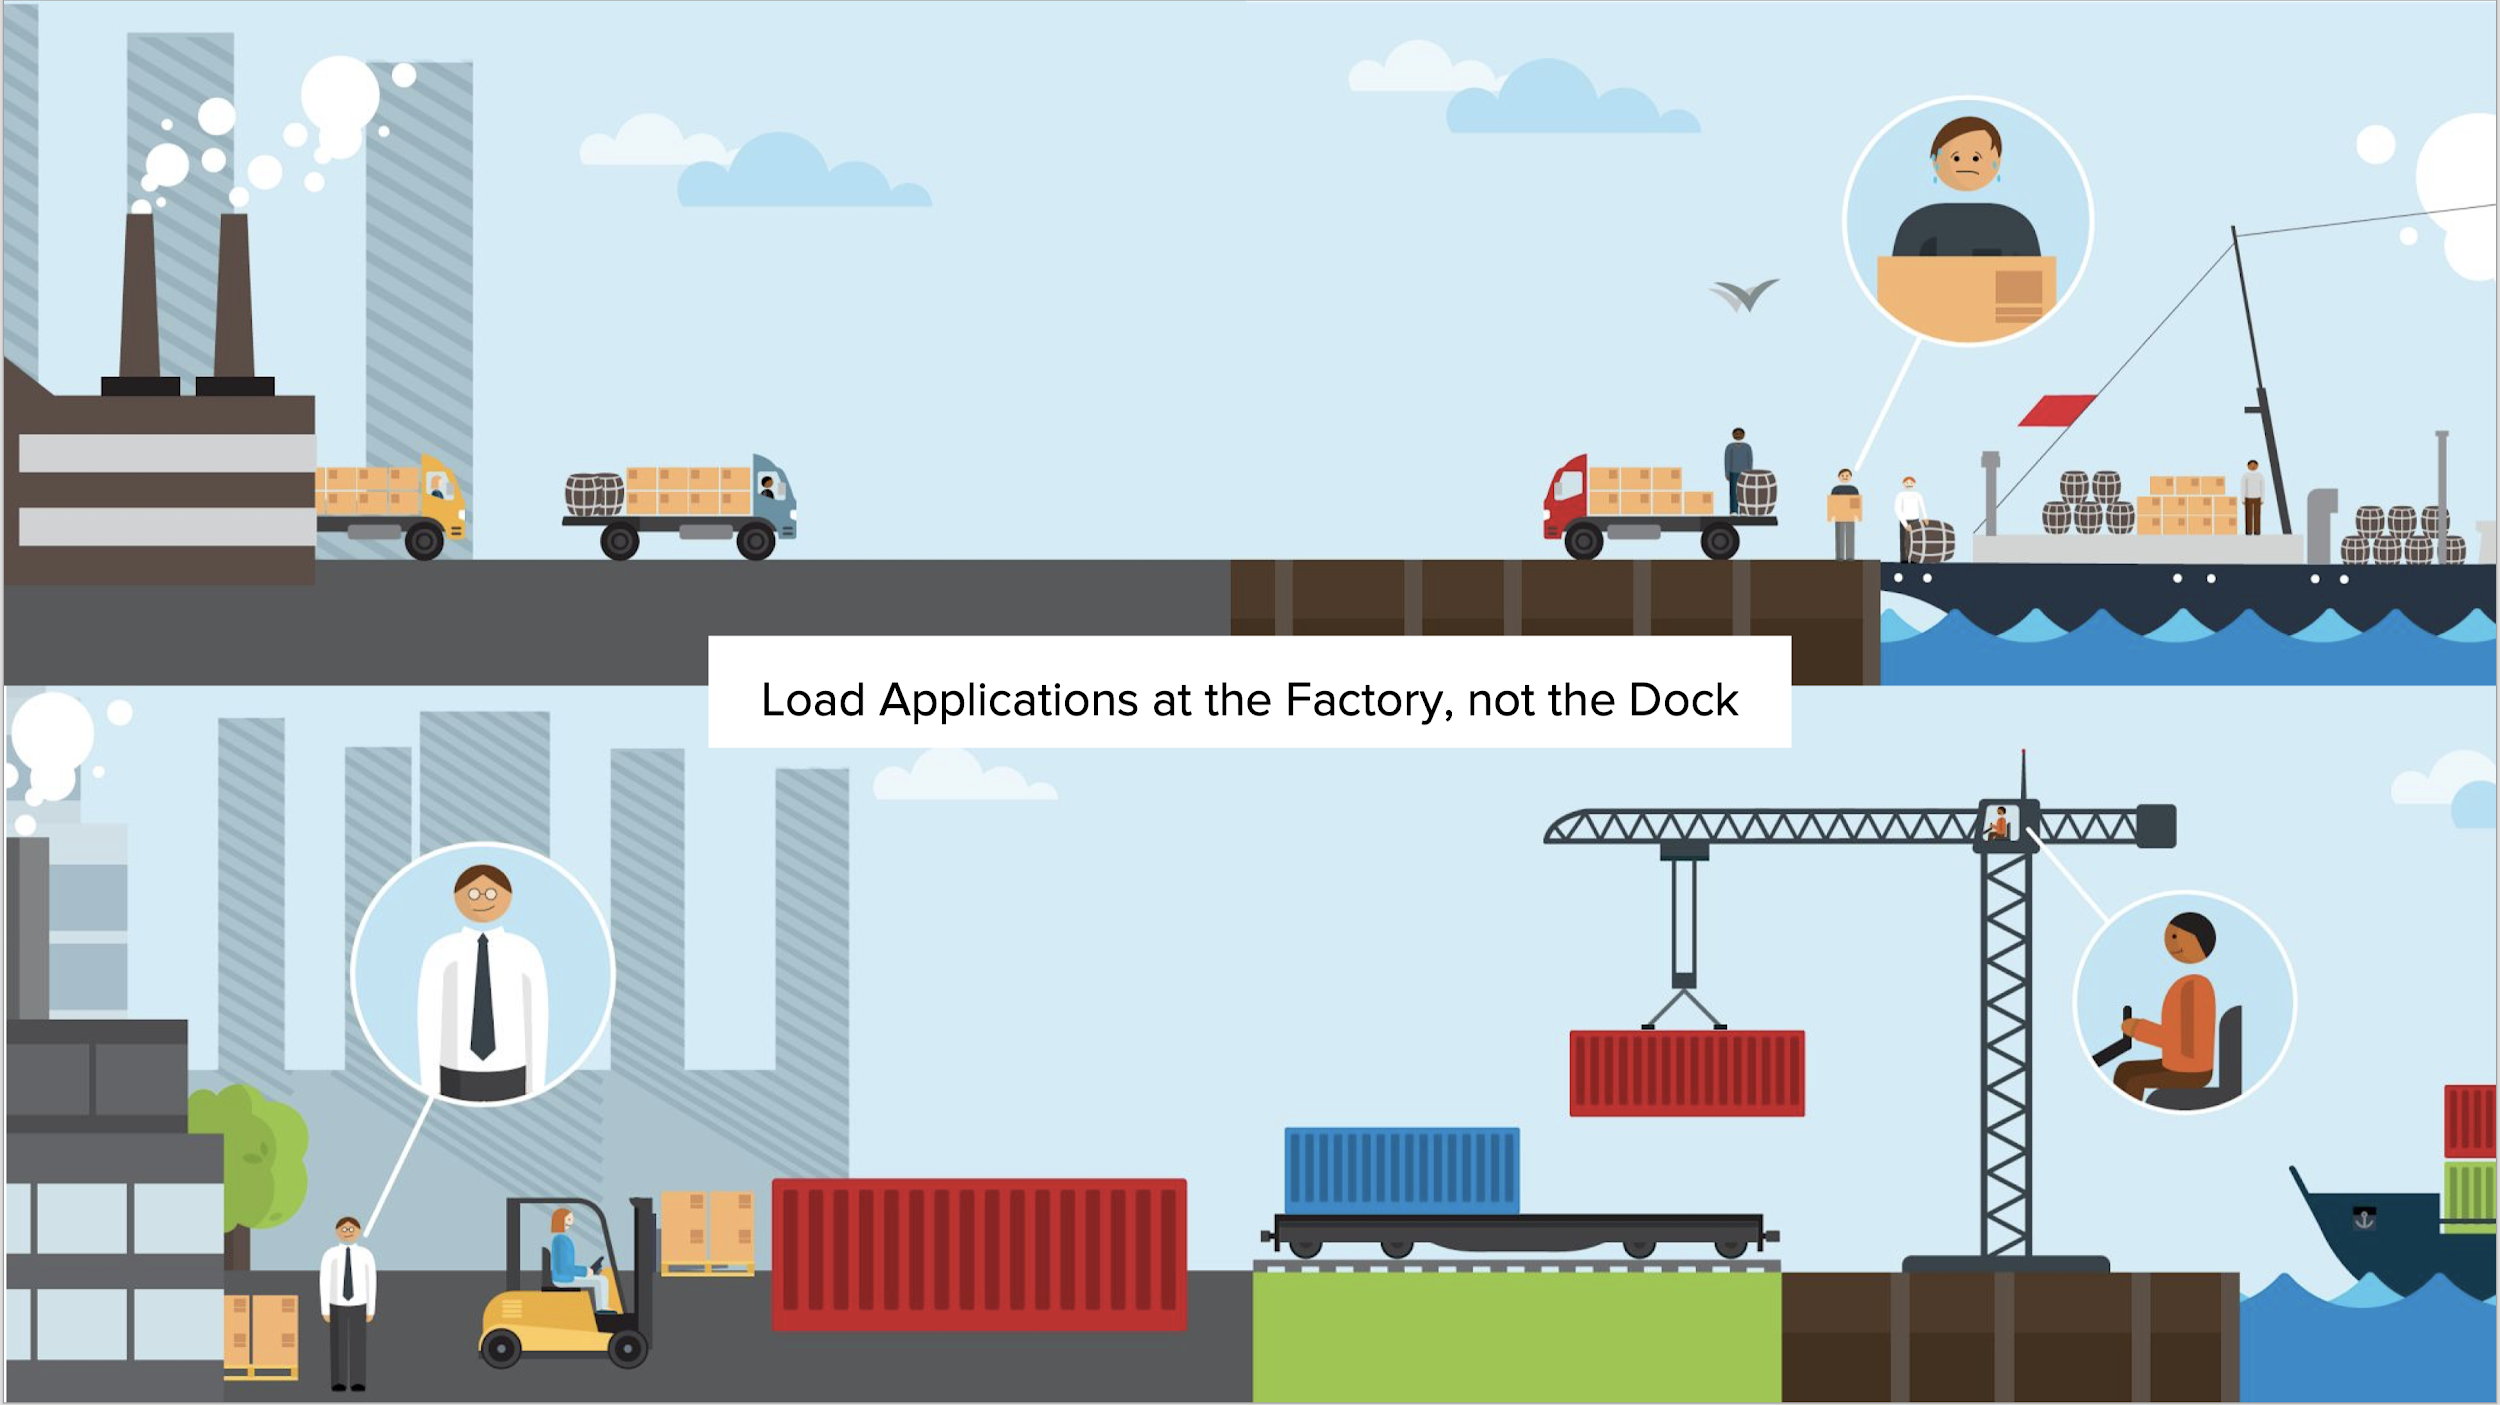 Load Applications at the Factory, not the Dock